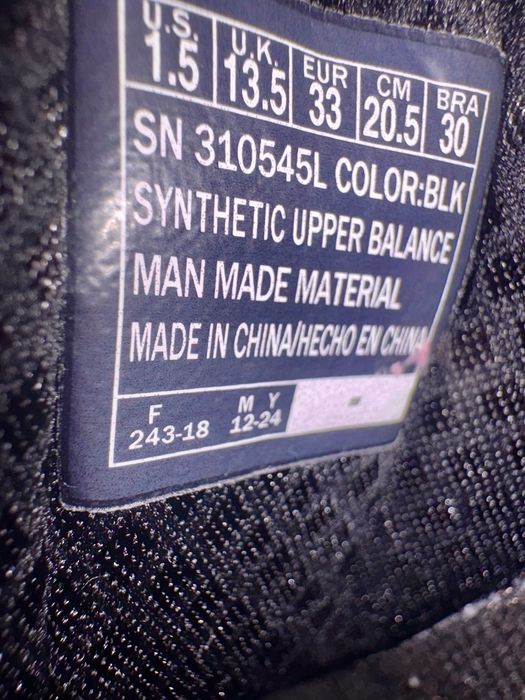 U.S. U.K. EUR CM BRA
1.5 13.5 33 20.5 30
SN 310545L COLOR:BLK
SYNTHETIC UPPER BALANCE
MAN MADE MATERIAL
MADE IN CHINA/HECHO EN CHINA
F M Y
243-18 12-24 -